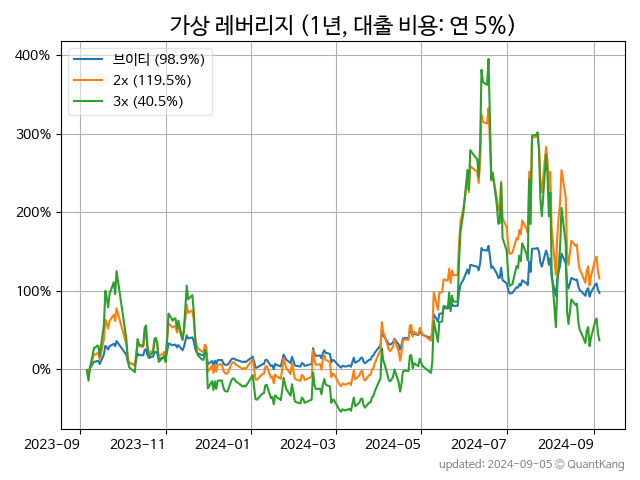 가상 레버리지 (1년, 대출 비용: 연 5%)
브이티 (98.9%)
2x (119.5%)
3x (40.5%)
400%
300%
200%
100%
0%
2023-09 2023-11 2024-01 2024-03 2024-05 2024-07 2024-09
updated: 2024-09-05 © QuantKang